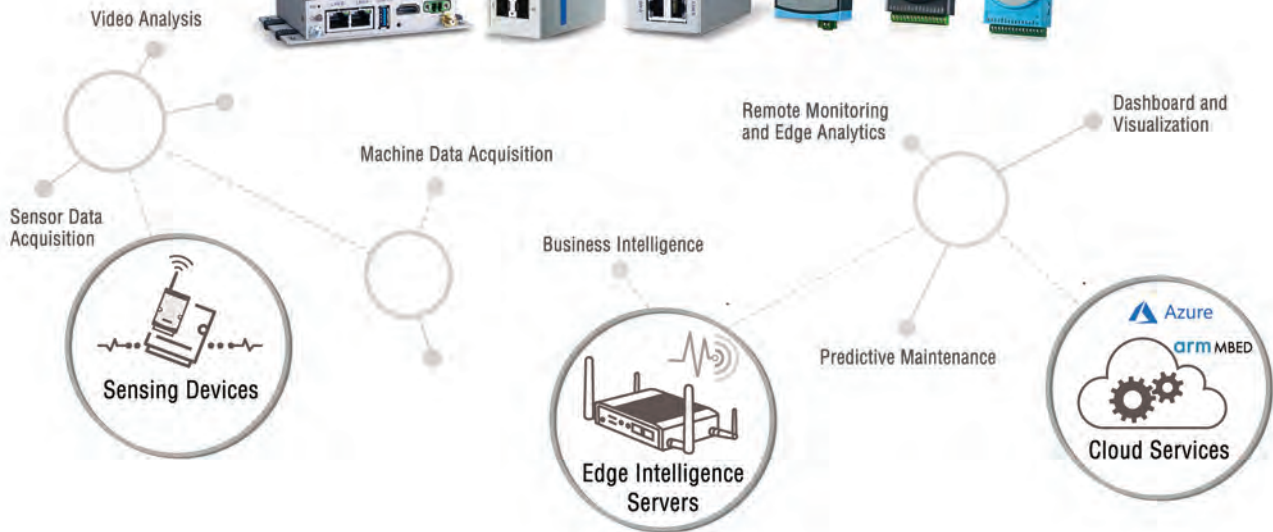 Video Analysis
Remote Monitoring
and Edge Analytics
Dashboard and
Visualization
Machine Data Acquisition
Sensor Data
Acquisition
Business Intelligence
Azure
arm MBED
Predictive Maintenance
Sensing Devices
Cloud Services
Edge Intelligence
Servers